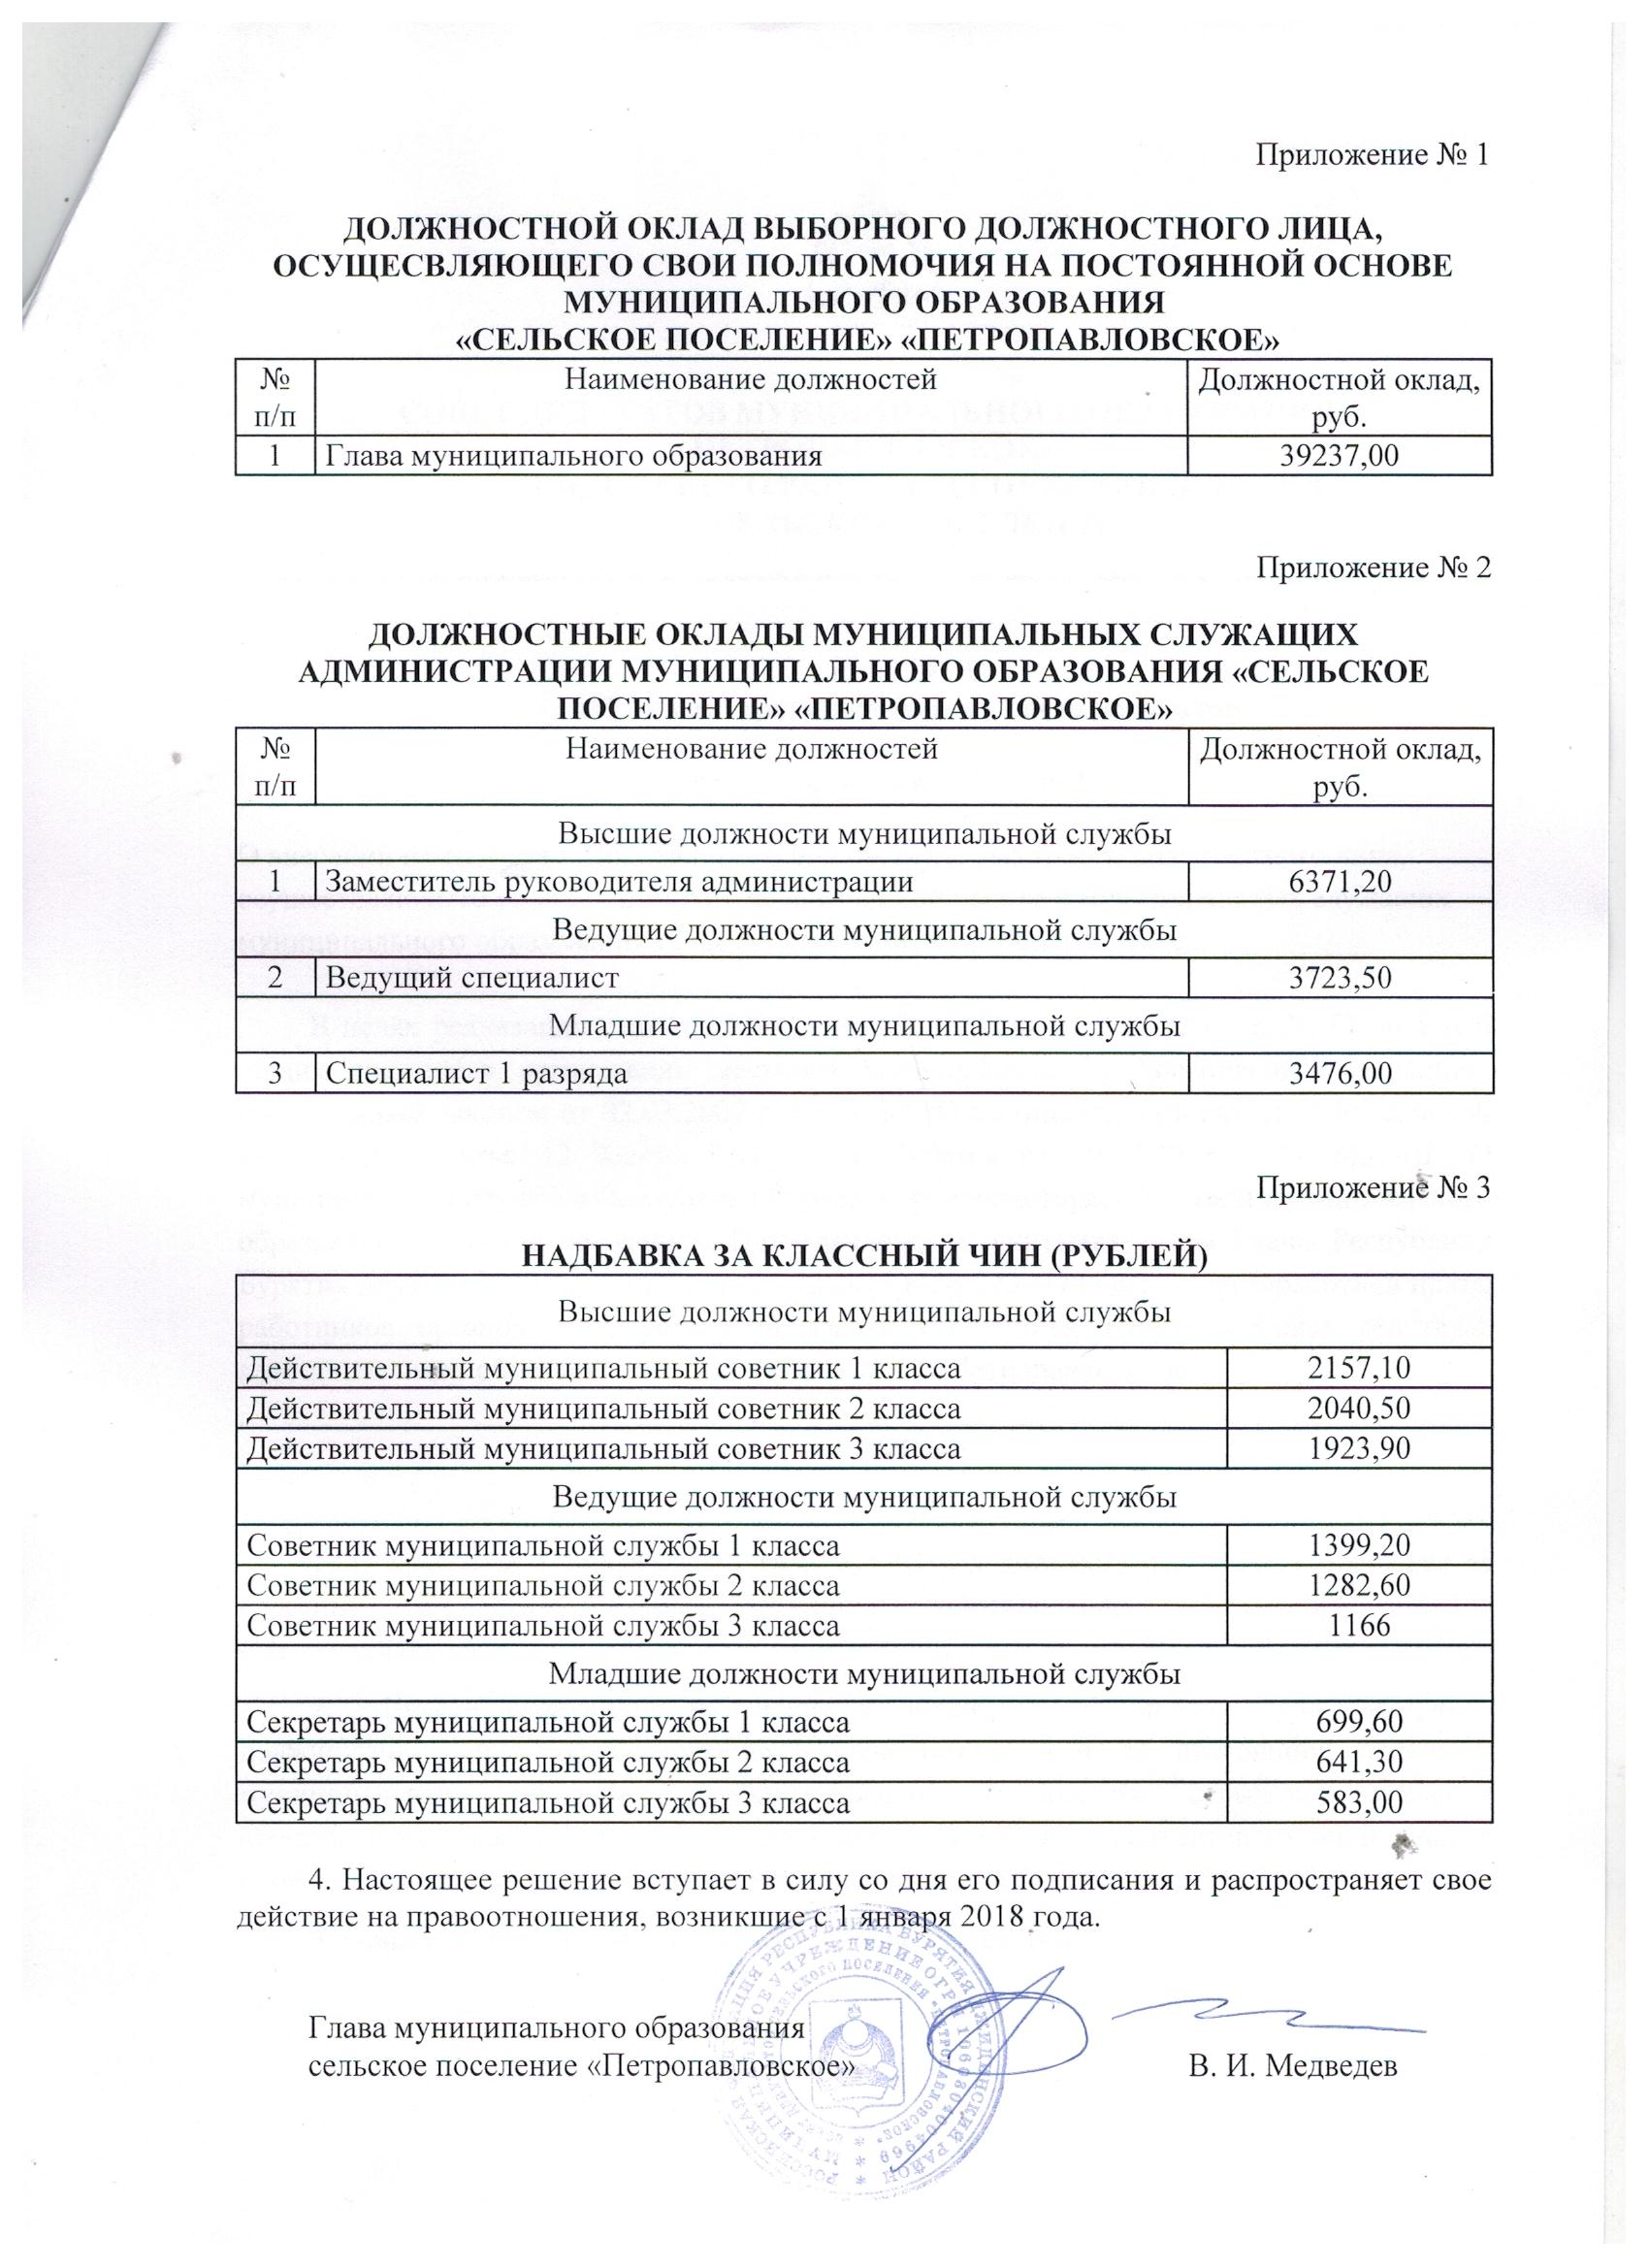 Приложение № 1
ДОЛЖНОСТНОЙ ОКЛАД ВЫБОРНОГО ДОЛЖНОСТНОГО ЛИЦА,
ОСУЩЕСВЛЯЮЩЕГО СВОИ ПОЛНОМОЧИЯ НА ПОСТОЯННОЙ ОСНОВЕ
МУНИЦИПАЛЬНОГО ОБРАЗОВАНИЯ
«СЕЛЬСКОЕ ПОСЕЛЕНИЕ» «ПЕТРОПАВЛОВСКОЕ»
№ п/п Наименование должностей Должностной оклад, руб.
1 Глава муниципального образования 39237,00
Приложение № 2
ДОЛЖНОСТНЫЕ ОКЛАДЫ МУНИЦИПАЛЬНЫХ СЛУЖАЩИХ
АДМИНИСТРАЦИИ МУНИЦИПАЛЬНОГО ОБРАЗОВАНИЯ «СЕЛЬСКОЕ
ПОСЕЛЕНИЕ» «ПЕТРОПАВЛОВСКОЕ»
№ п/п Наименование должностей Должностной оклад, руб.
Высшие должности муниципальной службы
1 Заместитель руководителя администрации 6371,20
Ведущие должности муниципальной службы
2 Ведущий специалист 3723,50
Младшие должности муниципальной службы
3 Специалист 1 разряда 3476,00
Приложение № 3
НАДБАВКА ЗА КЛАССНЫЙ ЧИН (РУБЛЕЙ)
Высшие должности муниципальной службы
Действительный муниципальный советник 1 класса 2157,10
Действительный муниципальный советник 2 класса 2040,50
Действительный муниципальный советник 3 класса 1923,90
Ведущие должности муниципальной службы
Советник муниципальной службы 1 класса 1399,20
Советник муниципальной службы 2 класса 1282,60
Советник муниципальной службы 3 класса 1166
Младшие должности муниципальной службы
Секретарь муниципальной службы 1 класса 699,60
Секретарь муниципальной службы 2 класса 641,30
Секретарь муниципальной службы 3 класса 583,00
4. Настоящее решение вступает в силу со дня его подписания и распространяет свое
действие на правоотношения, возникшие с 1 января 2018 года.
Глава муниципального образования
сельское поселение «Петропавловское» В. И. Медведев
РЕСПУБЛИКА БУРЯТИЯ ДЖИДИНСКИЙ РАЙОН
УЧРЕЖДЕНИЕ ОГРН
ПОСЕЛЕНИЯ "ПЕТРОПАВЛОВСКОЕ"